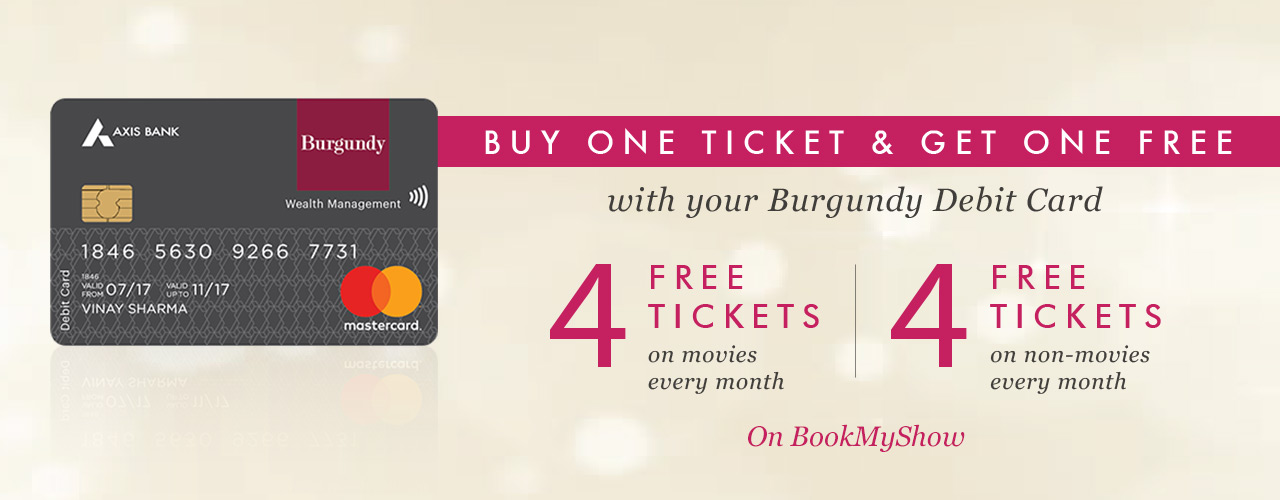 AXIS BANK
Burgundy
Wealth Management
1846 5630 9266 7731
1846
VALID FROM 07/17 VALID UPTO 11/17
VINAY SHARMA
Debit Card
mastercard.
BUY ONE TICKET & GET ONE FREE
with your Burgundy Debit Card
4 FREE TICKETS
on movies
every month
4 FREE TICKETS
on non-movies
every month
On BookMyShow